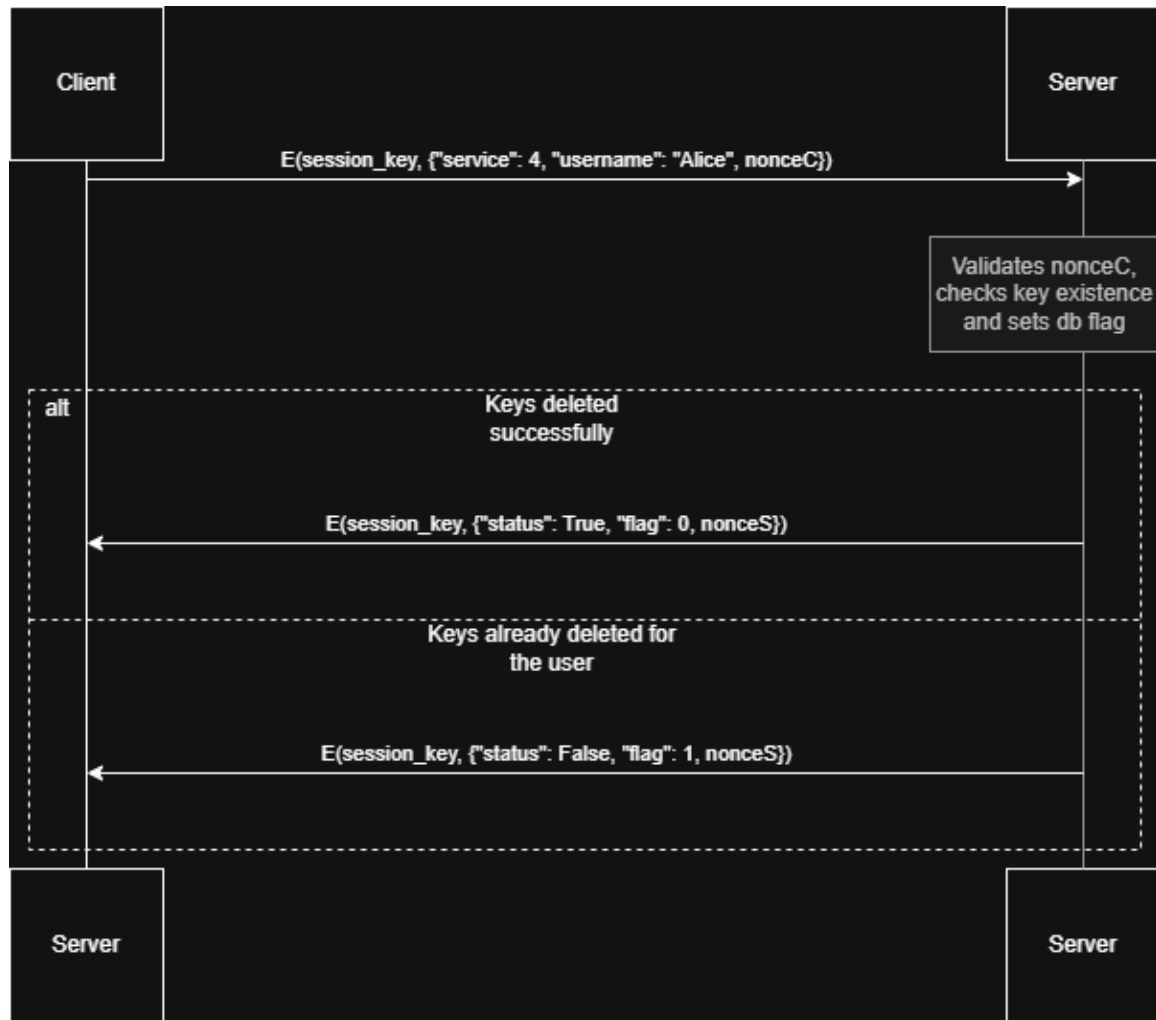 Client
Server
E(session_key, {"service": 4, "username": "Alice", nonceC})
Validates nonceC,
checks key existence
and sets db flag
alt
Keys deleted
successfully
E(session_key, {"status": True, "flag": 0, nonceS})
Keys already deleted for
the user
E(session_key, {"status": False, "flag": 1, nonceS})
Server
Server